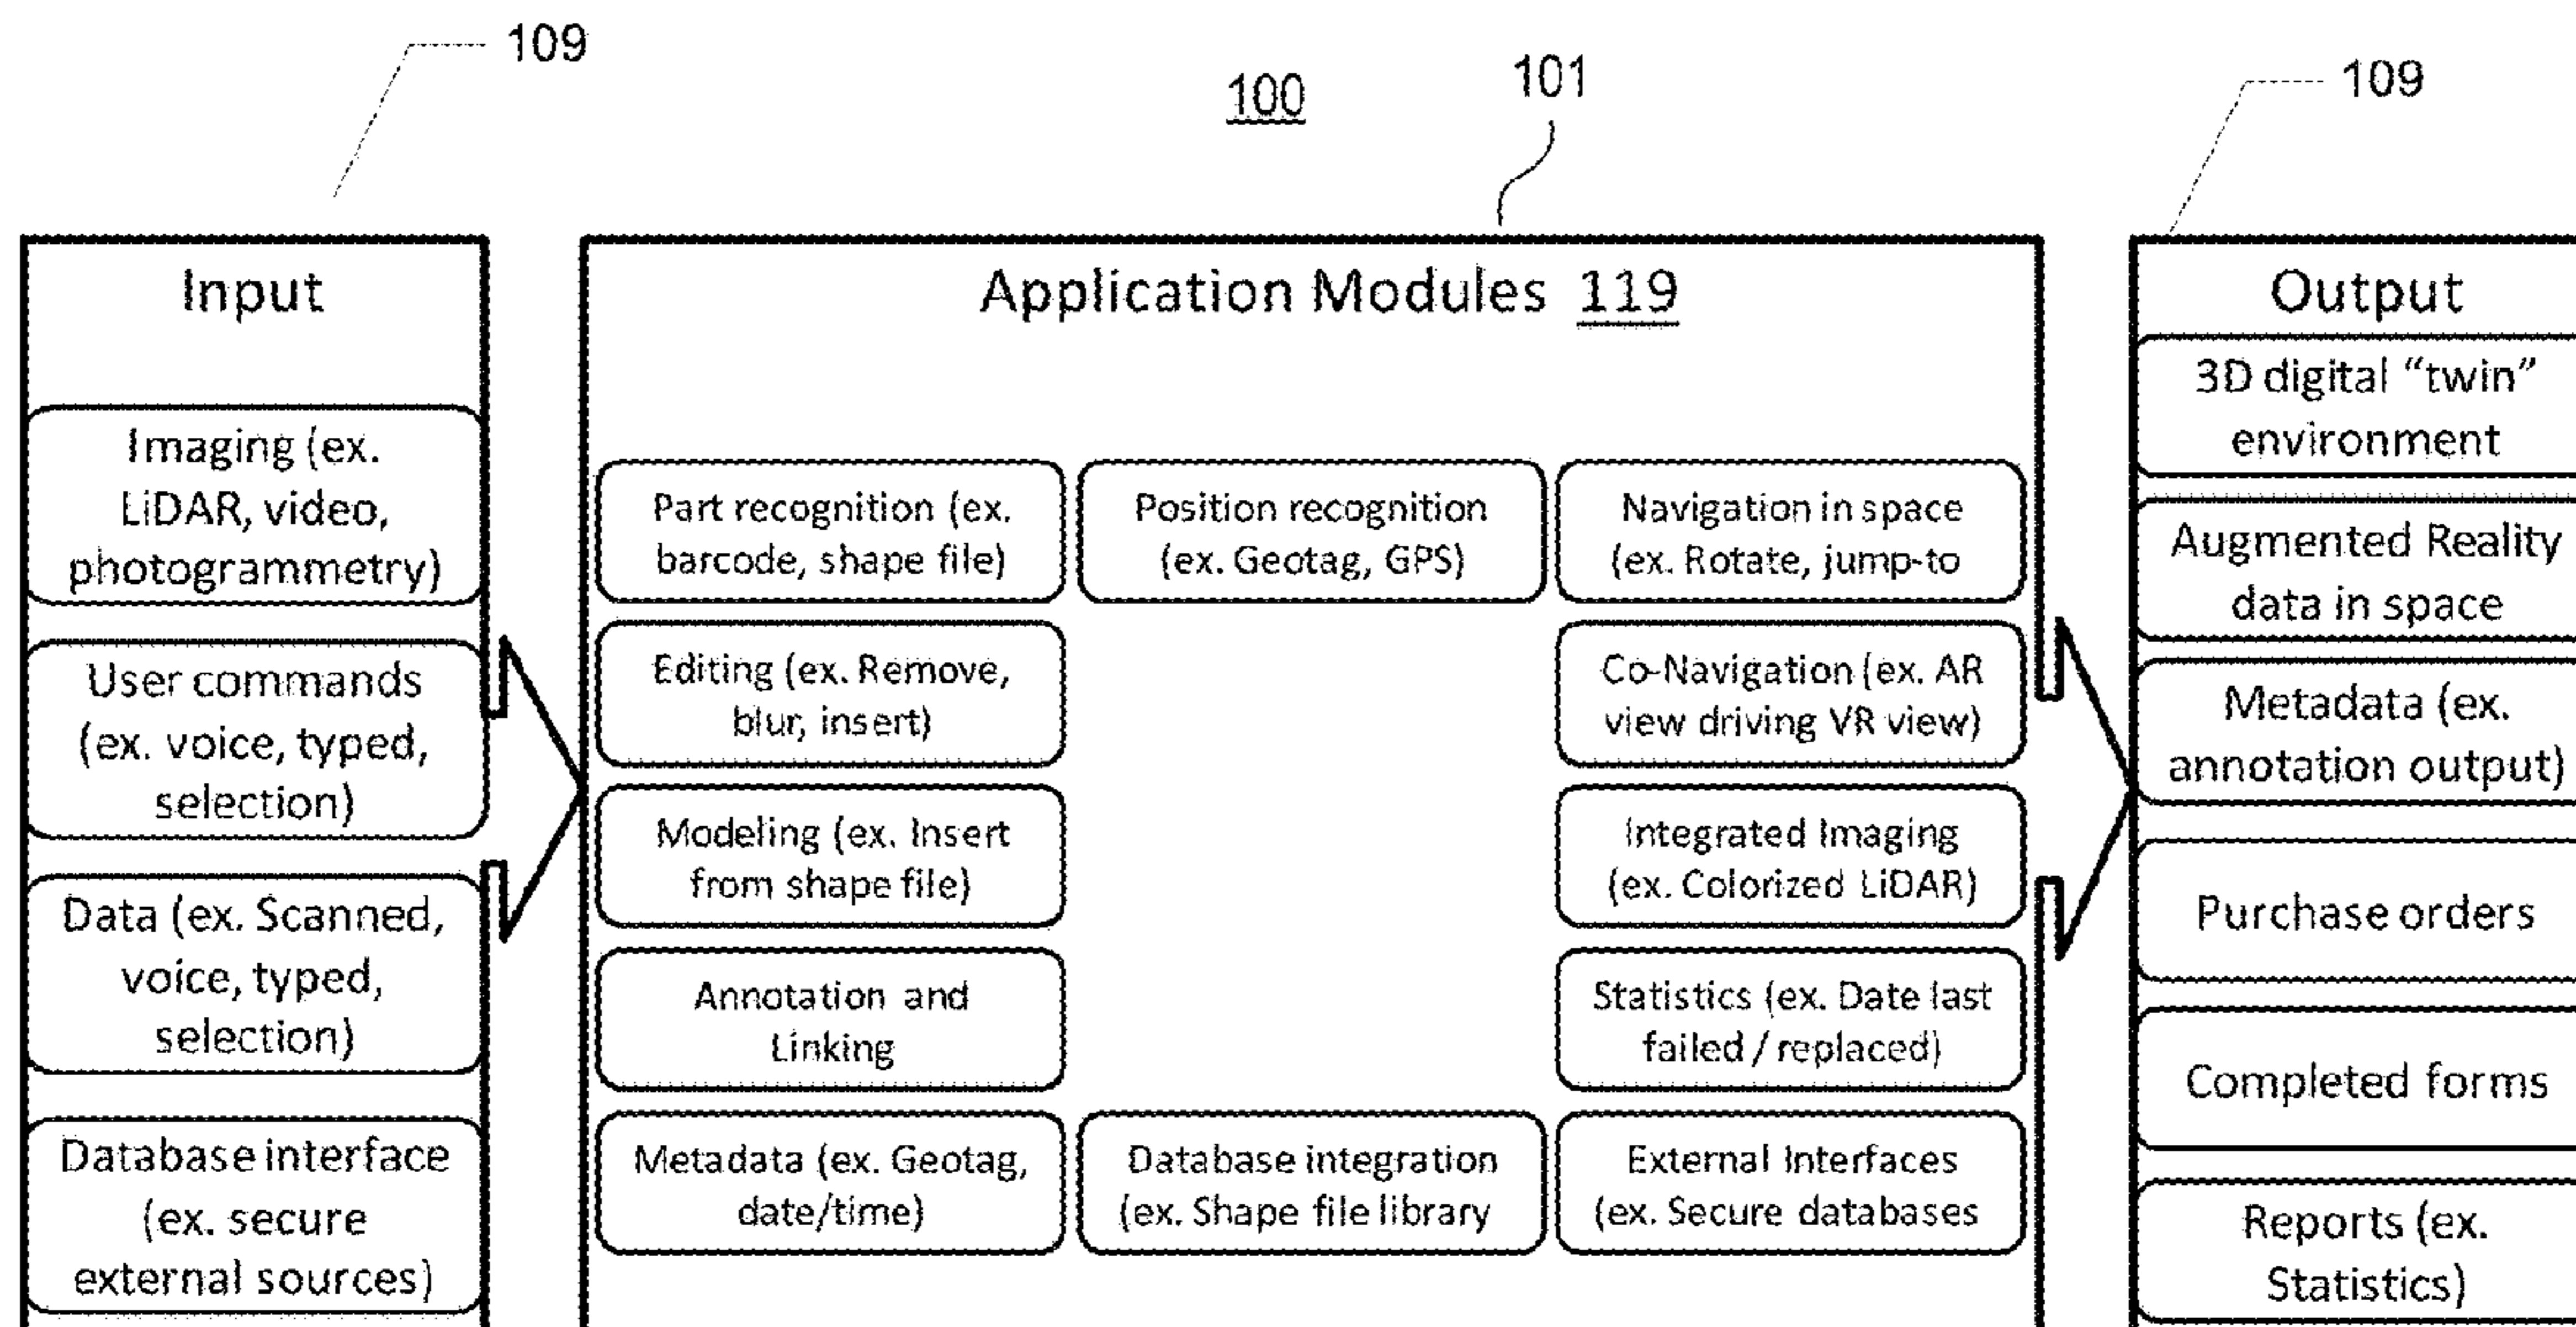 109
100
101
109
Input
Imaging (ex.
LiDAR, video,
photogrammetry)
User commands
(ex. voice, typed,
selection)
Data (ex. Scanned,
voice, typed,
selection)
Database interface
(ex. secure
external sources)
Application Modules 119
Part recognition (ex.
barcode, shape file)
Position recognition
(ex. Geotag, GPS)
Navigation in space
(ex. Rotate, jump-to
Editing (ex. Remove,
blur, insert)
Co-Navigation (ex. AR
view driving VR view)
Modeling (ex. Insert
from shape file)
Integrated Imaging
(ex. Colorized LiDAR)
Annotation and
Linking
Statistics (ex. Date last
failed / replaced)
Metadata (ex. Geotag,
date/time)
Database integration
(ex. Shape file library
External Interfaces
(ex. Secure databases
Output
3D digital “twin”
environment
Augmented Reality
data in space
Metadata (ex.
annotation output)
Purchase orders
Completed forms
Reports (ex.
Statistics)